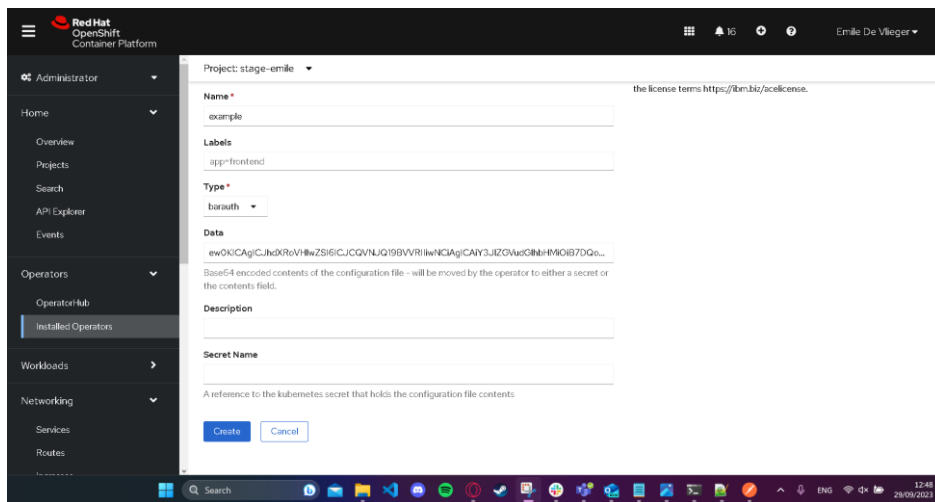 Red Hat
OpenShift
Container Platform
16
Emile De Vlieger
Administrator
Home
Overview
Projects
Search
API Explorer
Events
Operators
OperatorHub
Installed Operators
Workloads
Networking
Services
Routes
Project: stage-emile
the license terms https://ibm.biz/acelicense.
Name *
example
Labels
app=frontend
Type *
barauth
Data
Base64 encoded contents of the configuration file - will be moved by the operator to either a secret or
the contents field.
Description
Secret Name
A reference to the kubernetes secret that holds the configuration file contents
Create
Cancel
Search
ENG
12:48
29/09/2023